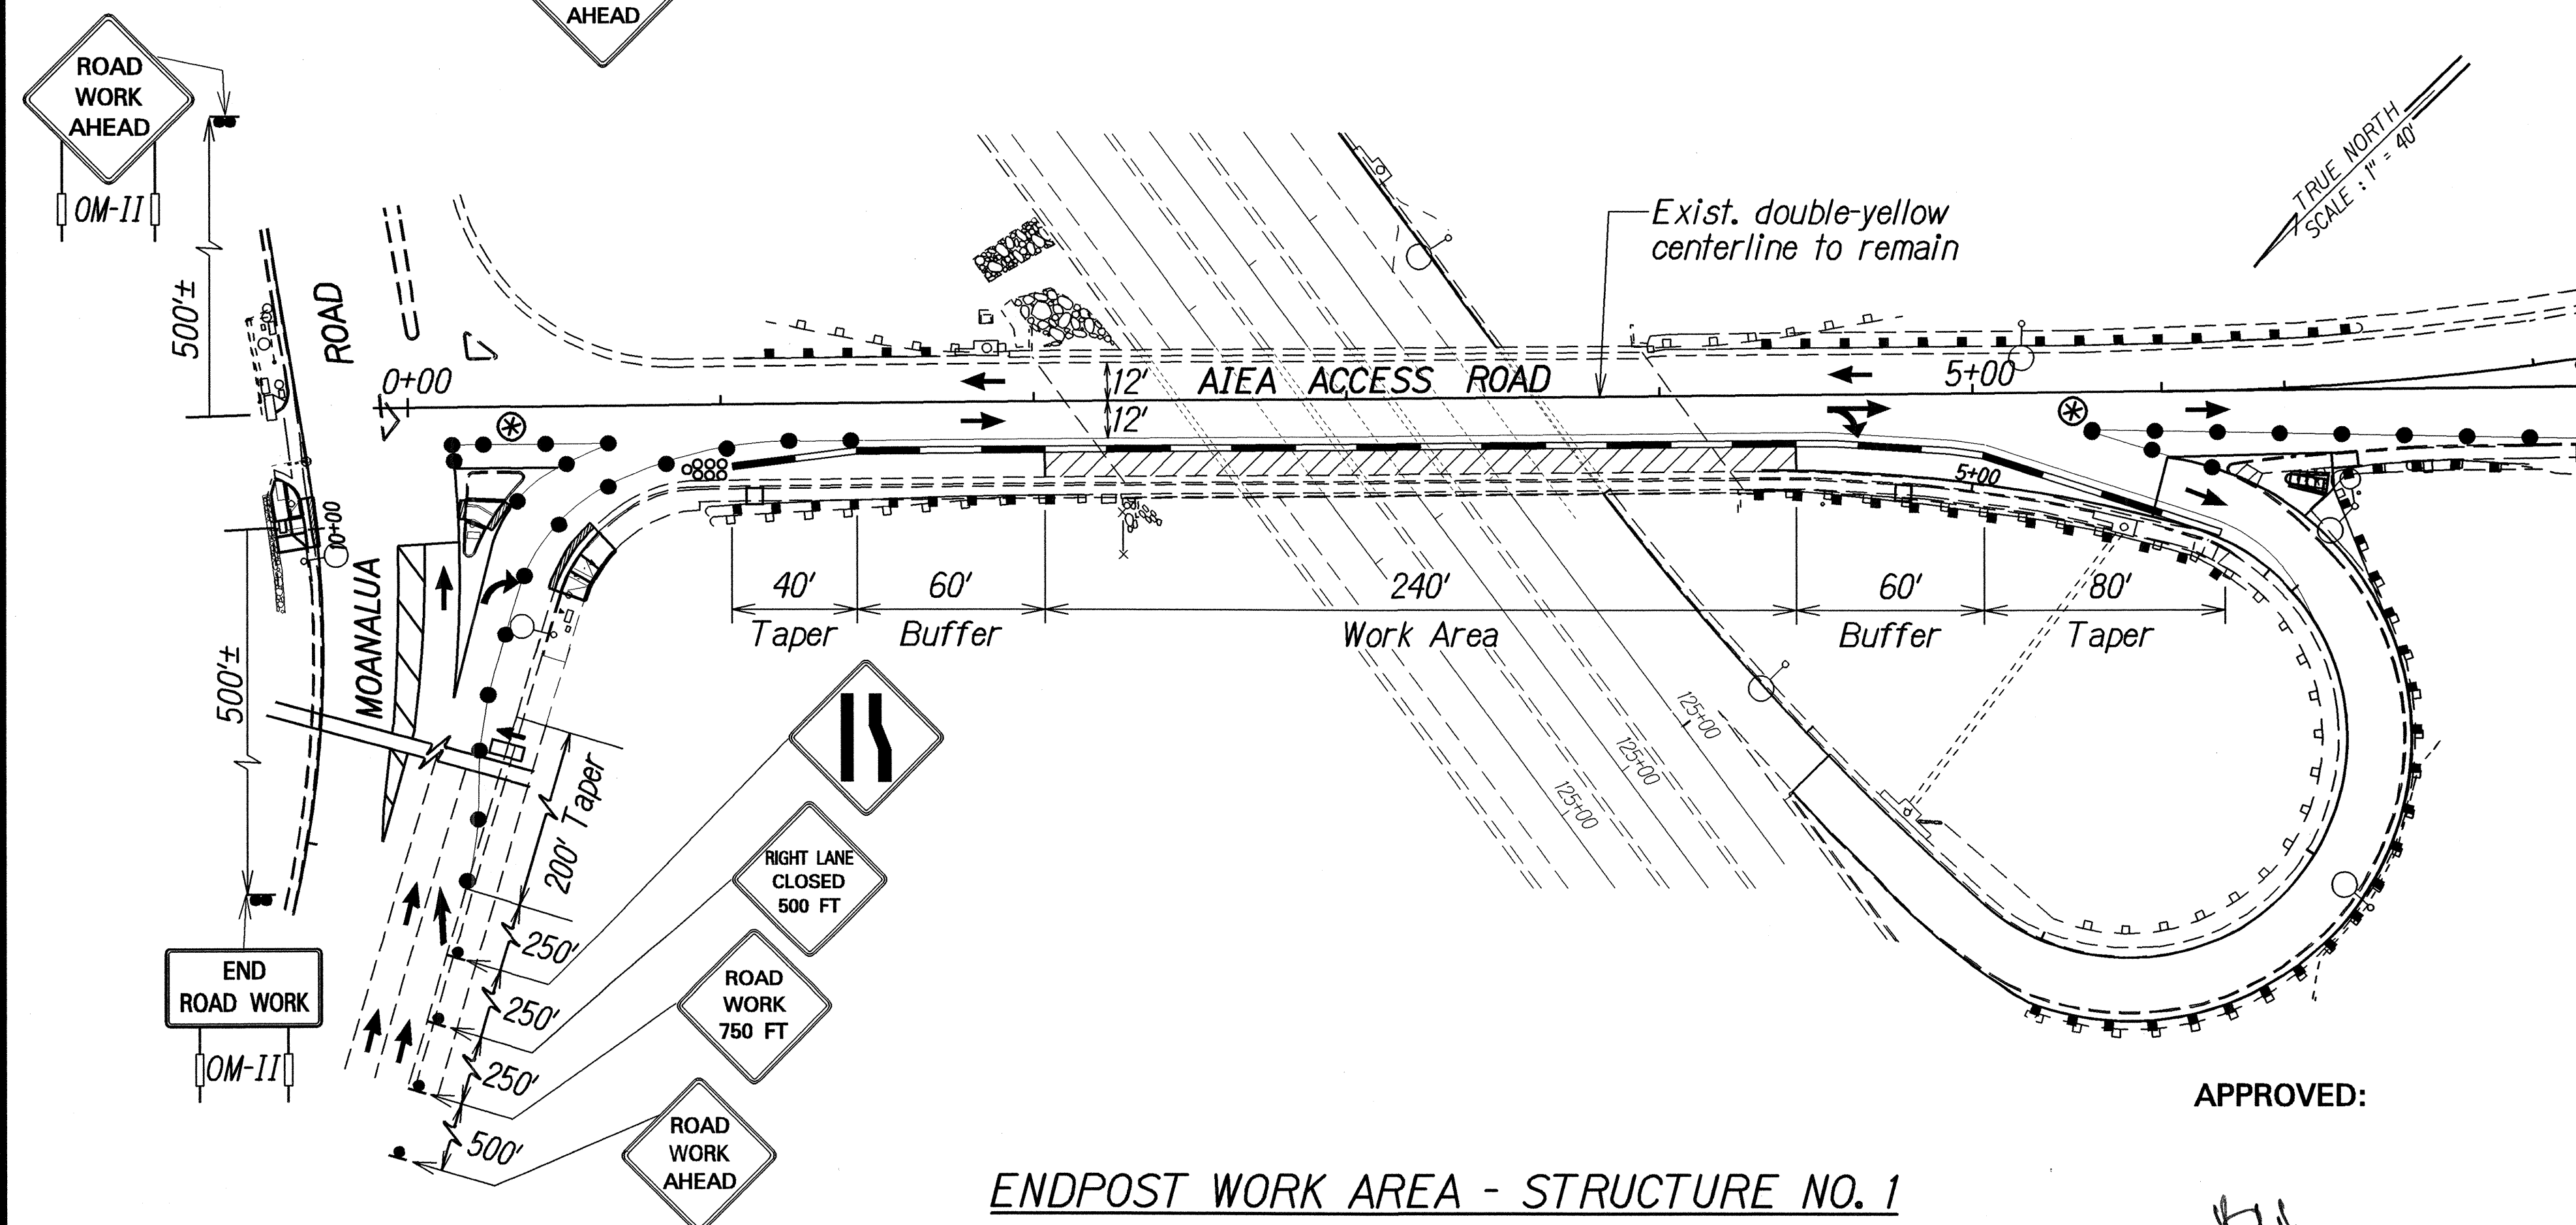 AHEAD
ROAD
WORK
AHEAD
OM-II
500'±
ROAD
0+00
12'
12'
AIEA ACCESS ROAD
Exist. double-yellow
centerline to remain
5+00
TRUE NORTH
SCALE : 1" = 40'
10+00
MOANALUA
500'±
5+00
40'
Taper
60'
Buffer
240'
Work Area
60'
Buffer
80'
Taper
125+00
125+00
125+00
200' Taper
250'
250'
250'
500'
RIGHT LANE
CLOSED
500 FT
ROAD
WORK
750 FT
ROAD
WORK
AHEAD
END
ROAD WORK
OM-II
APPROVED:
ENDPOST WORK AREA - STRUCTURE NO. 1